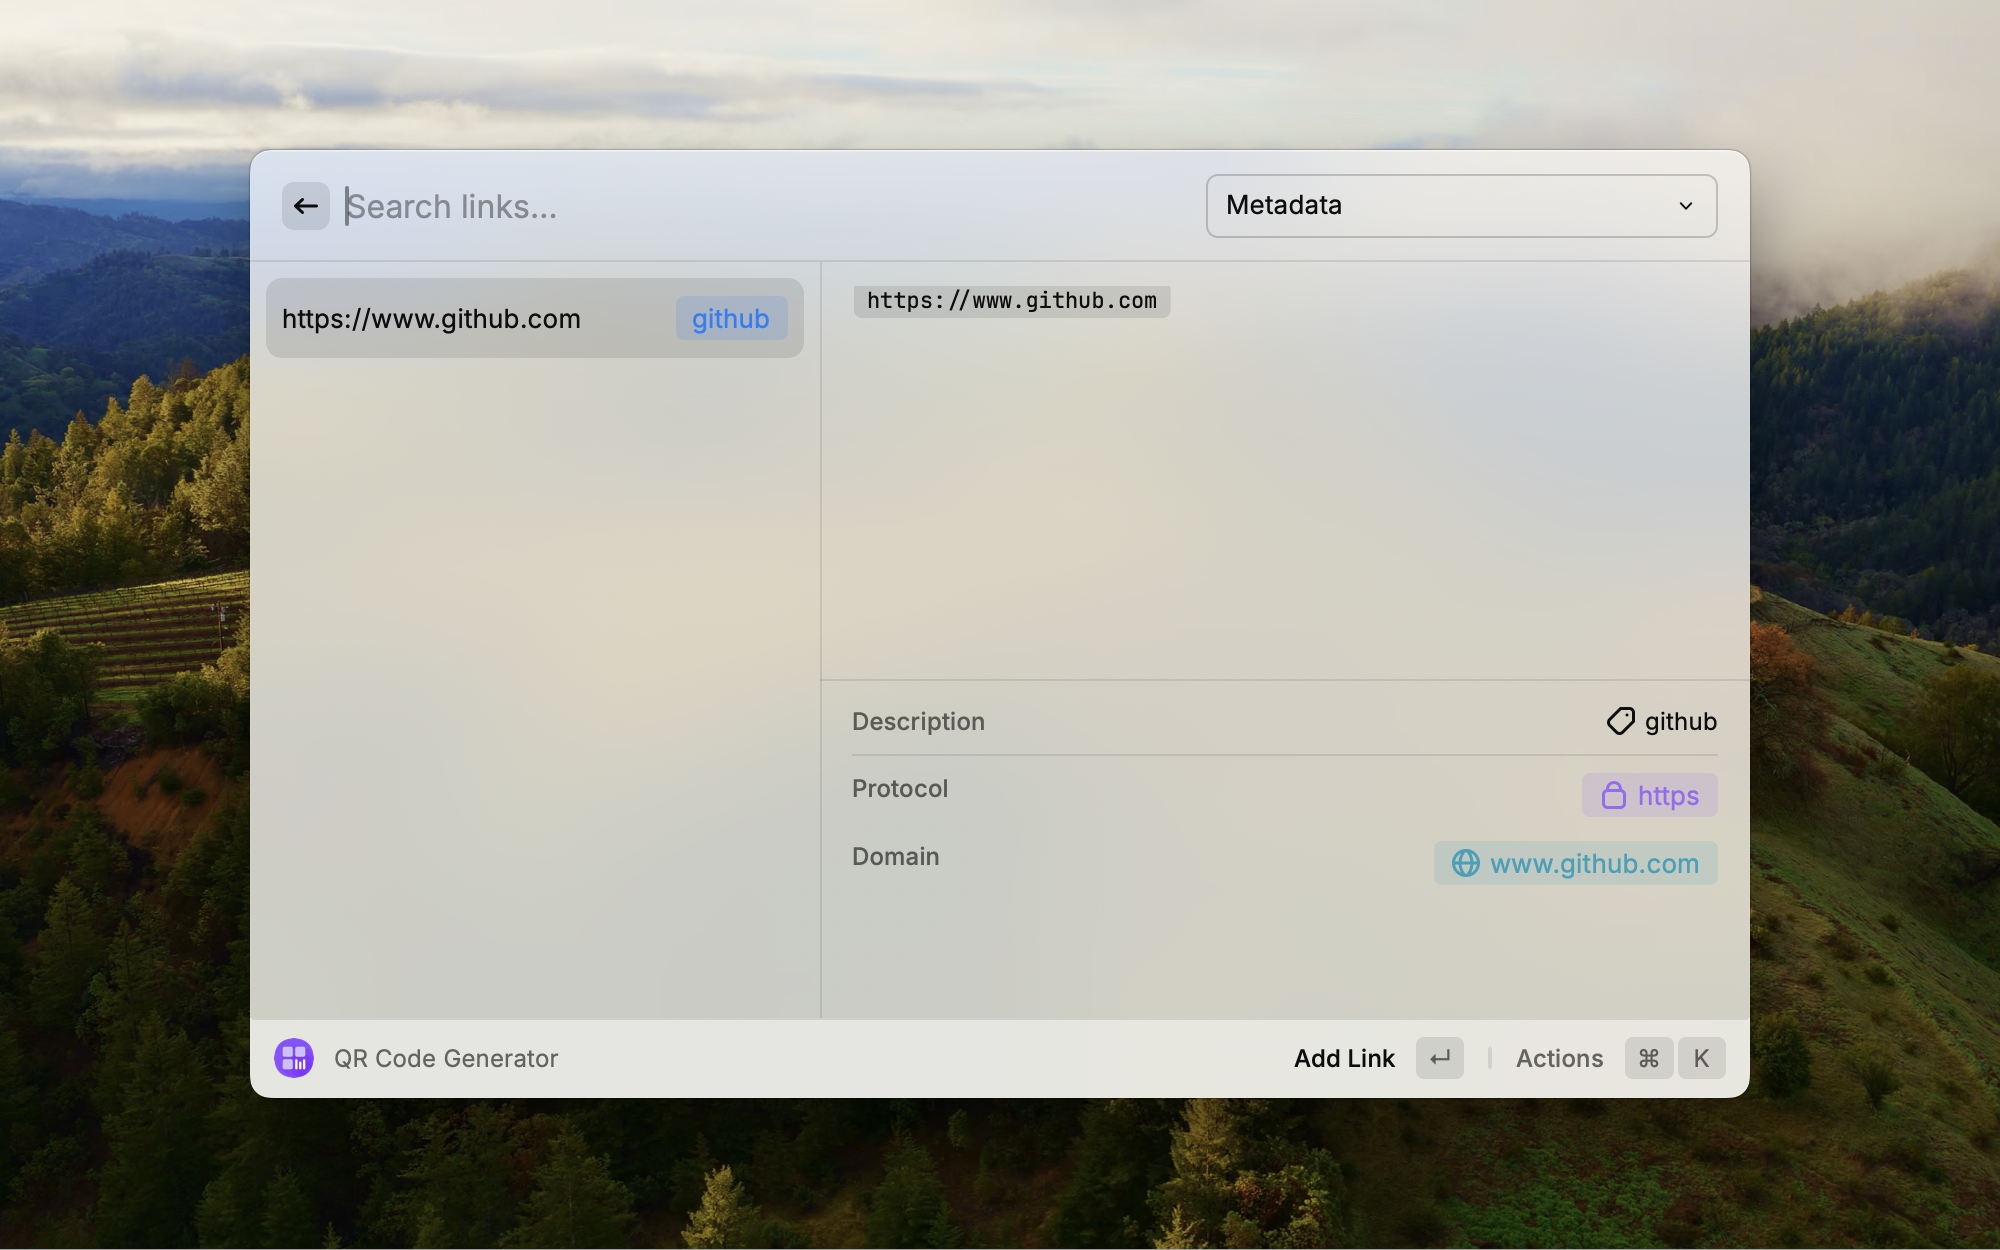 Search links...
Metadata
https://www.github.com
github
https://www.github.com
Description
github
Protocol
https
Domain
www.github.com
QR Code Generator
Add Link
Actions
⌘ K